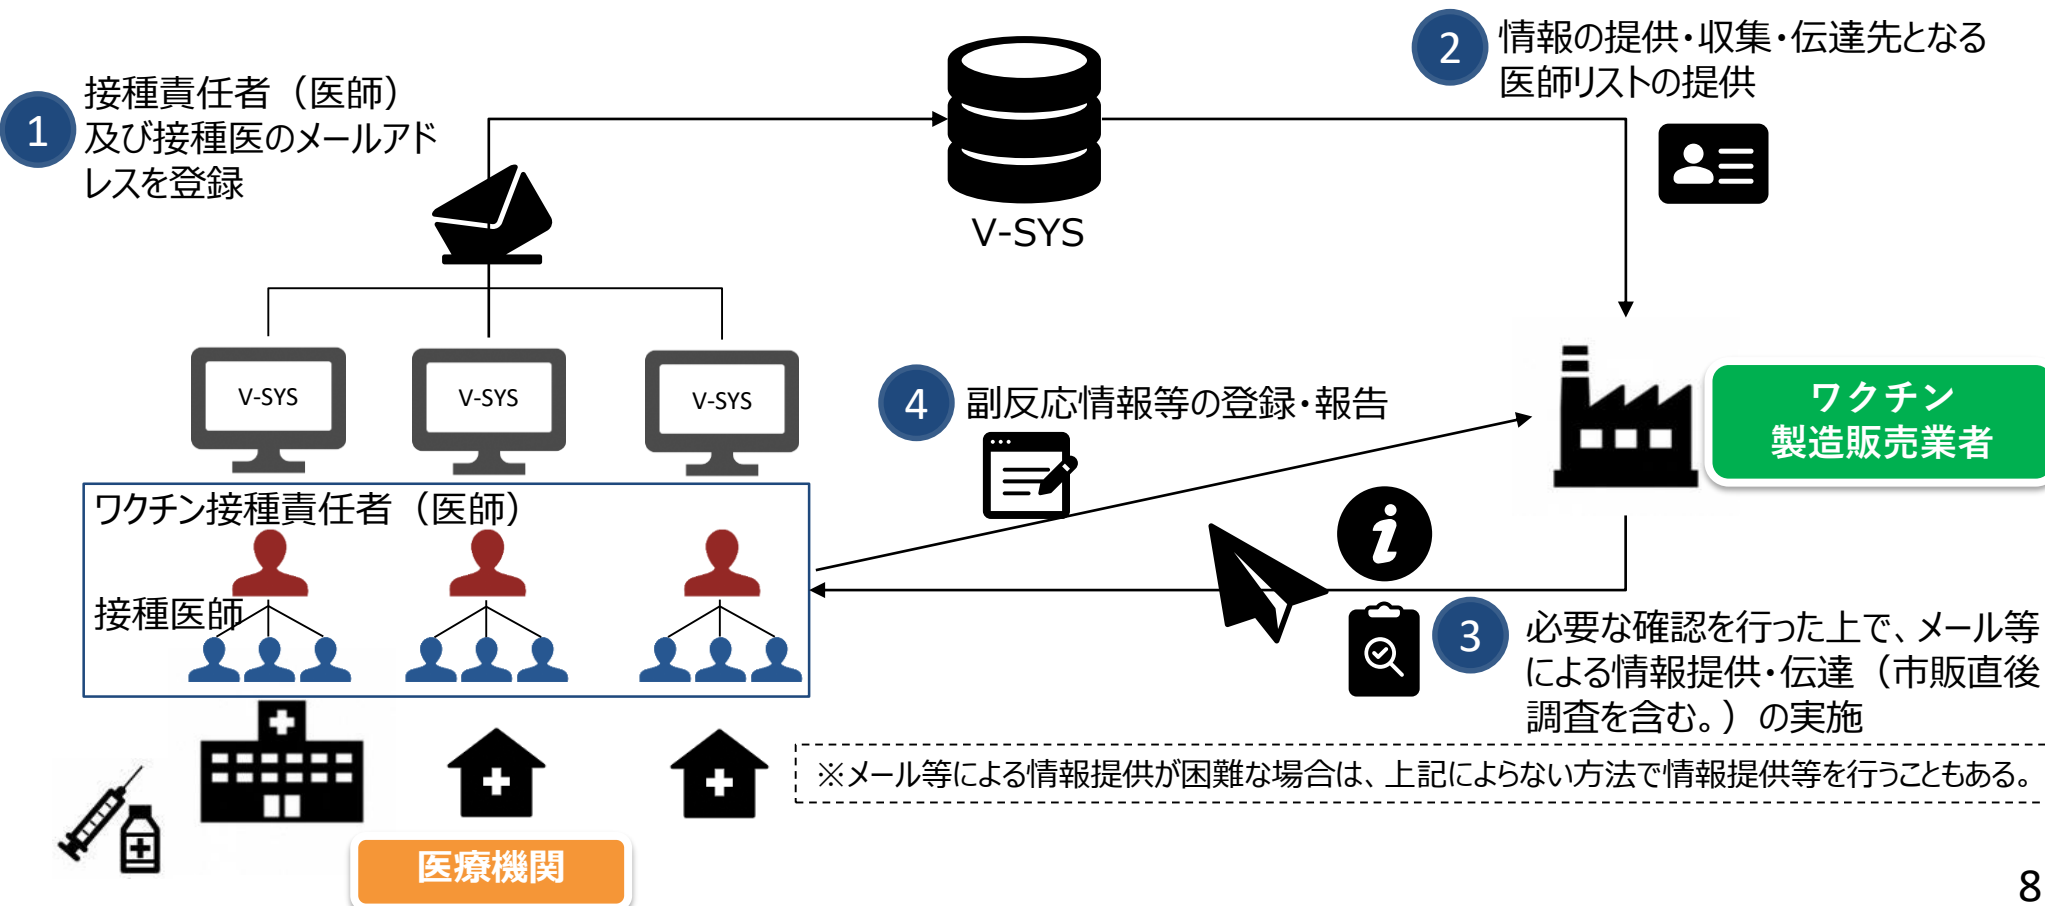 1
接種責任者（医師）
及び接種医のメールアド
レスを登録
V-SYS
2
情報の提供・収集・伝達先となる
医師リストの提供
V-SYS
V-SYS
V-SYS
4
副反応情報等の登録・報告
ワクチン
製造販売業者
ワクチン接種責任者（医師）
接種医師
3
必要な確認を行った上で、メール等
による情報提供・伝達（市販直後
調査を含む。）の実施
※メール等による情報提供が困難な場合は、上記によらない方法で情報提供等を行うこともある。
医療機関
8